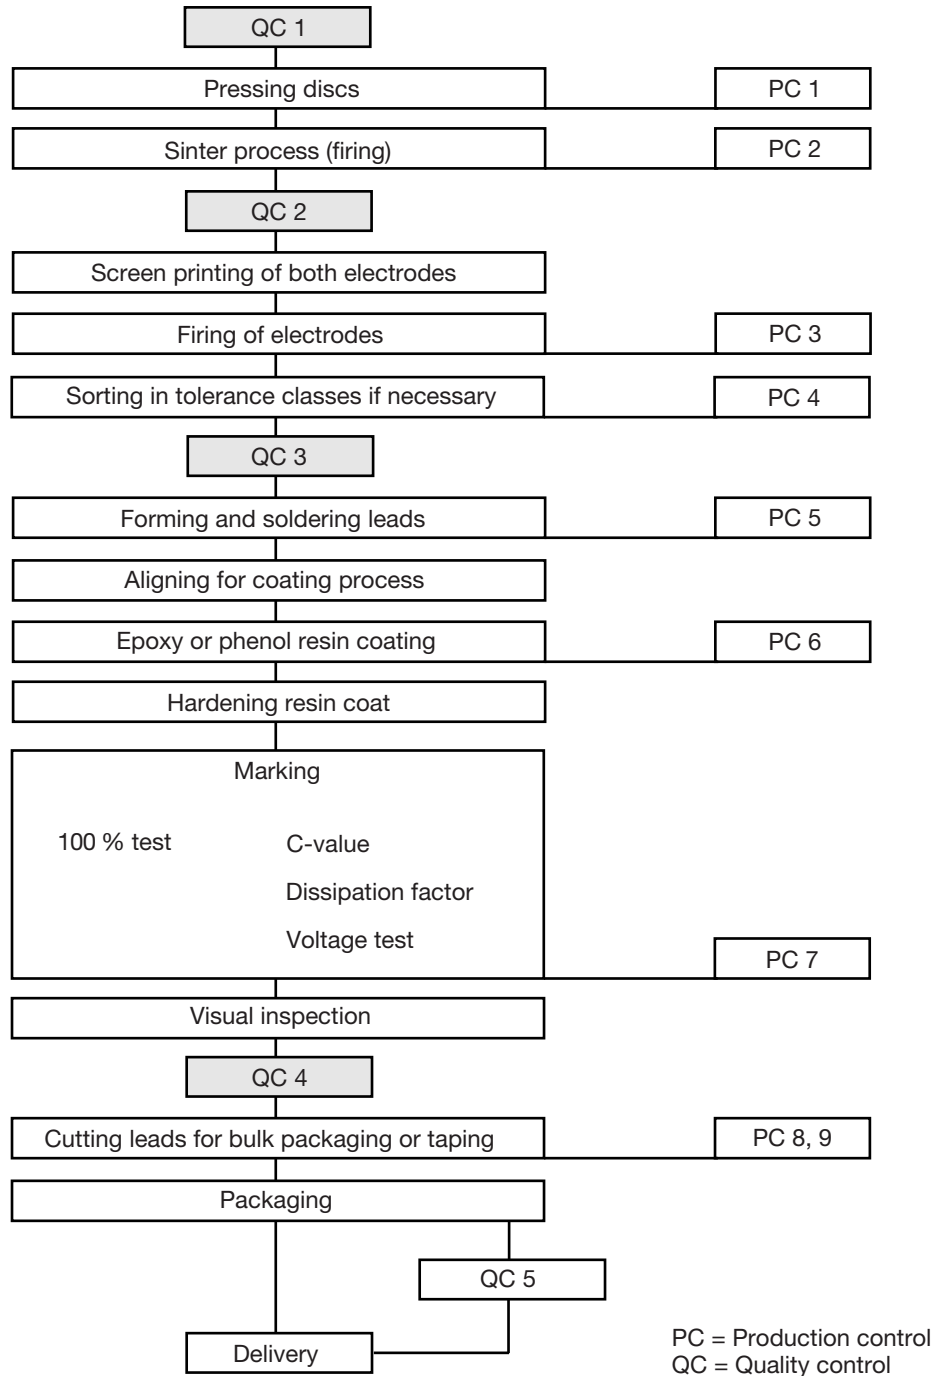 QC 1
Pressing discs
PC 1
Sinter process (firing)
PC 2
QC 2
Screen printing of both electrodes
Firing of electrodes
PC 3
Sorting in tolerance classes if necessary
PC 4
QC 3
Forming and soldering leads
PC 5
Aligning for coating process
Epoxy or phenol resin coating
PC 6
Hardening resin coat
Marking
100 % test
C-value
Dissipation factor
Voltage test
PC 7
Visual inspection
QC 4
Cutting leads for bulk packaging or taping
PC 8, 9
Packaging
QC 5
Delivery
PC = Production control
QC = Quality control